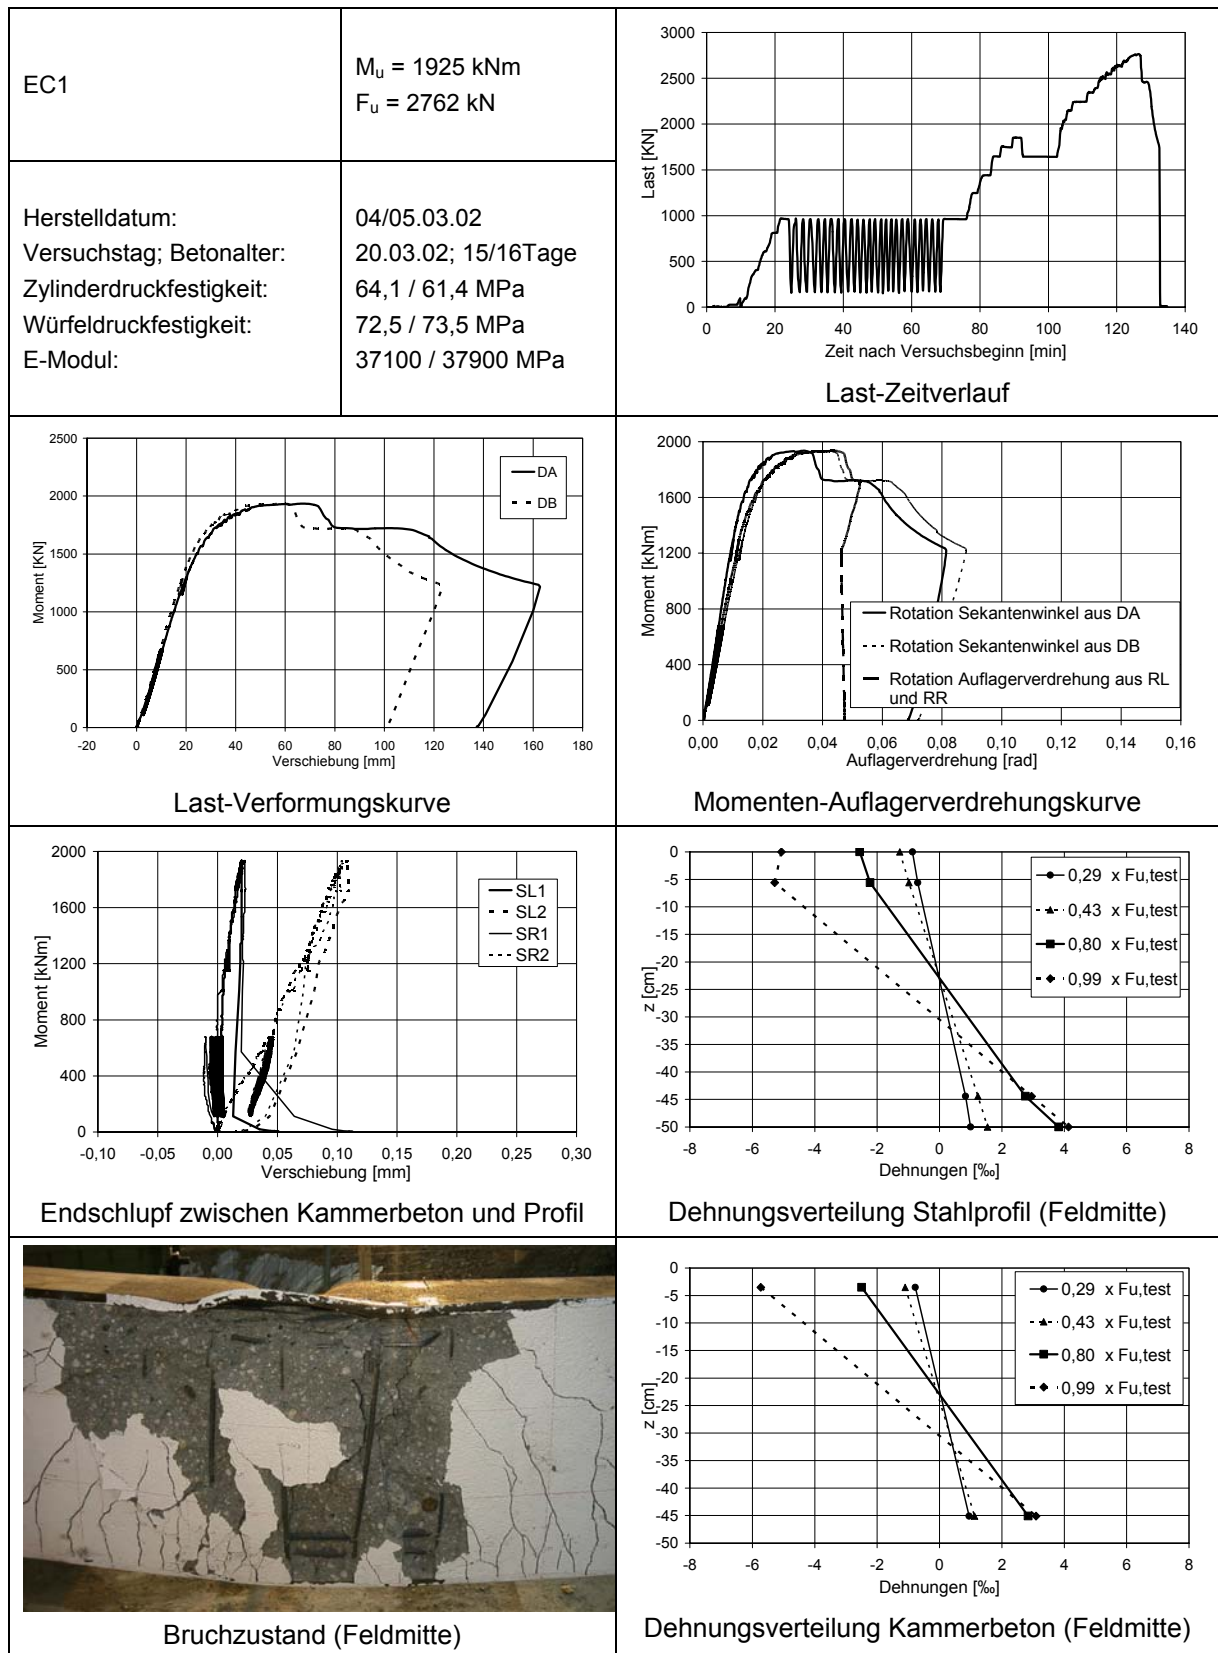 EC1
Mu = 1925 kNm
Fu = 2762 kN
Herstelldatum:
04/05.03.02
Versuchstag; Betonalter:
20.03.02; 15/16Tage
Zylinderdruckfestigkeit:
64,1 / 61,4 MPa
Würfeldruckfestigkeit:
72,5 / 73,5 MPa
E-Modul:
37100 / 37900 MPa
Last [KN]
3000
2500
2000
1500
1000
500
0
0 20 40 60 80 100 120 140
Zeit nach Versuchsbeginn [min]
Last-Zeitverlauf
Moment [KN]
2500
2000
1500
1000
500
0
-20 0 20 40 60 80 100 120 140 160 180
Verschiebung [mm]
DA
DB
Last-Verformungskurve
Moment [kNm]
2000
1600
1200
800
400
0
0,00 0,02 0,04 0,06 0,08 0,10 0,12 0,14 0,16
Auflagerverdrehung [rad]
Rotation Sekantenwinkel aus DA
Rotation Sekantenwinkel aus DB
Rotation Auflagerverdrehung aus RL
und RR
Momenten-Auflagerverdrehungskurve
Moment [kNm]
2000
1600
1200
800
400
0
-0,10 -0,05 0,00 0,05 0,10 0,15 0,20 0,25 0,30
Verschiebung [mm]
SL1
SL2
SR1
SR2
Endschlupf zwischen Kammerbeton und Profil
z [cm]
0
-5
-10
-15
-20
-25
-30
-35
-40
-45
-50
-8 -6 -4 -2 0 2 4 6 8
Dehnungen [‰]
0,29 x Fu,test
0,43 x Fu,test
0,80 x Fu,test
0,99 x Fu,test
Dehnungsverteilung Stahlprofil (Feldmitte)
Bruchzustand (Feldmitte)
z [cm]
0
-5
-10
-15
-20
-25
-30
-35
-40
-45
-50
-8 -6 -4 -2 0 2 4 6 8
Dehnungen [‰]
0,29 x Fu,test
0,43 x Fu,test
0,80 x Fu,test
0,99 x Fu,test
Dehnungsverteilung Kammerbeton (Feldmitte)